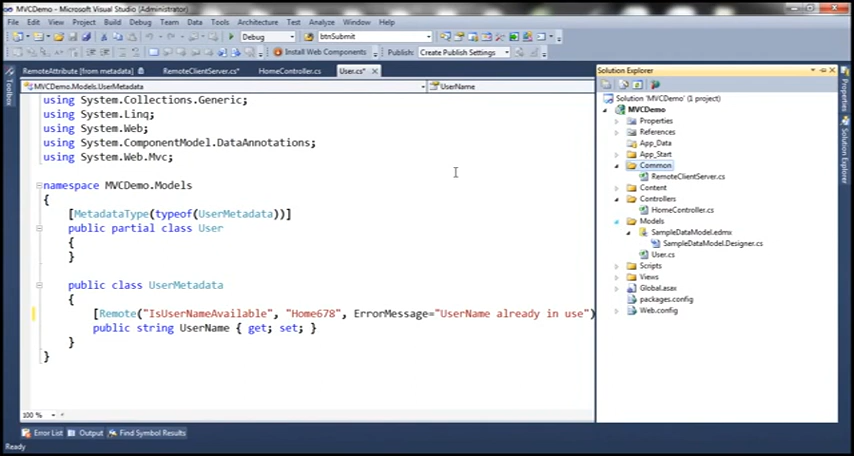 MVCDemo - Microsoft Visual Studio (Administrator)
File Edit View Project Build Debug Team Data Tools Architecture Test Analyze Window Help
Debug btnSubmit
Install Web Components Publish: Create Publish Settings
RemoteAttribute [from metadata] RemoteClientServer.cs* HomeController.cs User.cs*
MVCDemo.Models.UserMetadata UserName
using System.Collections.Generic;
using System.Linq;
using System.Web;
using System.ComponentModel.DataAnnotations;
using System.Web.Mvc;
namespace MVCDemo.Models
{
[MetadataType(typeof(UserMetadata))]
public partial class User
{
}
public class UserMetadata
{
[Remote("IsUserNameAvailable", "Home678", ErrorMessage="UserName already in use")
public string UserName { get; set; }
}
}
100 %
Error List Output Find Symbol Results
Ready
Toolbox
Solution Explorer
Solution 'MVCDemo' (1 project)
MVCDemo
Properties
References
App_Data
App_Start
Common
RemoteClientServer.cs
Content
Controllers
HomeController.cs
Models
SampleDataModel.edmx
SampleDataModel.Designer.cs
User.cs
Scripts
Views
Global.asax
packages.config
Web.config
Properties
Solution Explorer